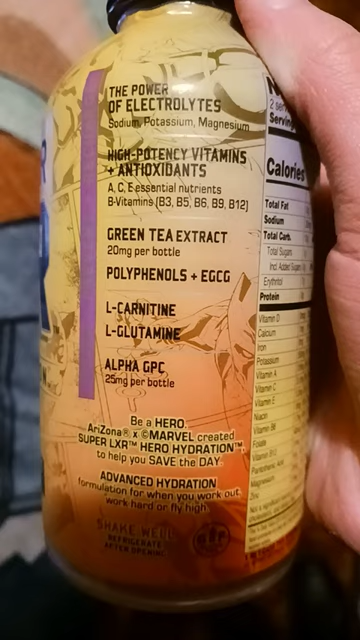 THE POWER
OF ELECTROLYTES
Sodium, Potassium, Magnesium
HIGH-POTENCY VITAMINS
+ ANTIOXIDANTS
A, C, E essential nutrients
B-Vitamins (B3, B5, B6, B9, B12)
GREEN TEA EXTRACT
20mg per bottle
POLYPHENOLS + EGCG
L-CARNITINE
L-GLUTAMINE
ALPHA GPC
25mg per bottle
Be a HERO.
AriZona® x ©MARVEL created
SUPER LXR™ HERO HYDRATION™,
to help you SAVE the DAY
ADVANCED HYDRATION
formulation for when you work out,
work hard or fly high.
SHAKE WELL
REFRIGERATE
AFTER OPENING
2 ser
Serving
Calories
Total Fat
Sodium
Total Carb.
Total Sugars
Incl. Added Sugars
Erythritol
Protein
Vitamin D
Calcium
Iron
Potassium
Vitamin A
Vitamin C
Vitamin E
Niacin
Vitamin B6
Folate
Vitamin B12
Pantothenic Acid
Magnesium
Zinc